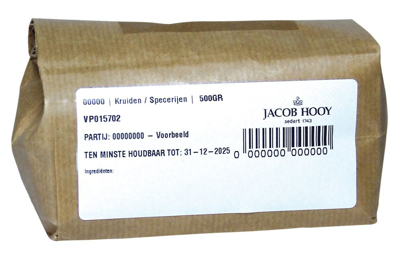 00000 | Kruiden / Specerijen | 500GR
VP015702
PARTIJ: 00000000 – Voorbeeld
TEN MINSTE HOUDBAAR TOT: 31-12-2025
Ingrediënten:
JACOB HOOY
sedert 1743
0 000000 000000